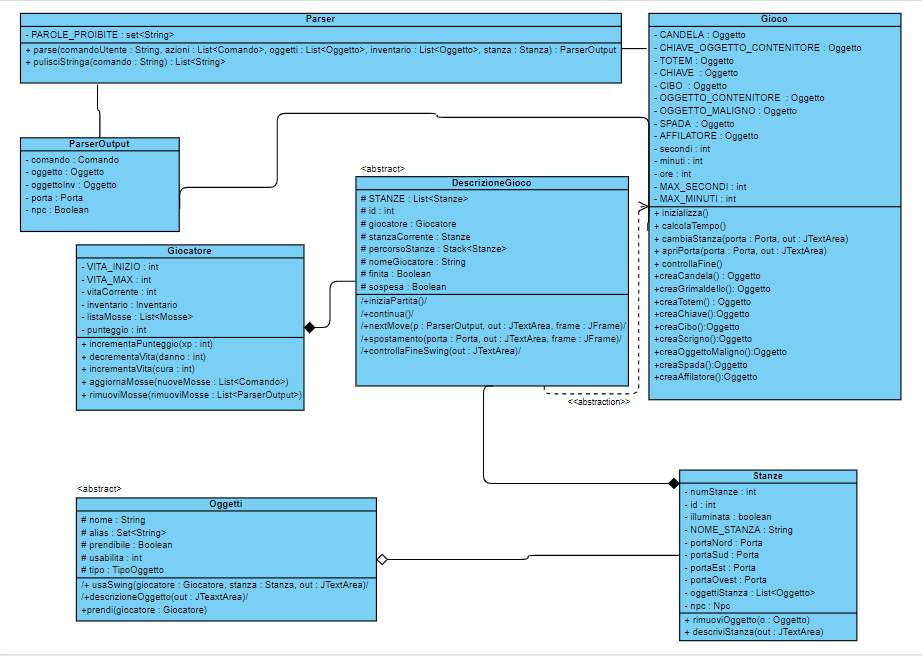 Parser
- PAROLE_PROIBITE : set<String>
+ parse(comandoUtente : String, azioni : List<Comando>, oggetti : List<Oggetto>, inventario : List<Oggetto>, stanza : Stanza) : ParserOutput
+ pulisciStringa(comando : String) : List<String>
Gioco
- CANDELA : Oggetto
- CHIAVE_OGGETTO_CONTENITORE : Oggetto
- TOTEM : Oggetto
- CHIAVE : Oggetto
- CIBO : Oggetto
- OGGETTO_CONTENITORE : Oggetto
- OGGETTO_MALIGNO : Oggetto
- SPADA : Oggetto
- AFFILATORE : Oggetto
- secondi : int
- minuti : int
- ore : int
- MAX_SECONDI : int
- MAX_MINUTI : int
+ inizializza()
+ calcolaTempo()
+ cambiaStanza(porta : Porta, out : JTextArea)
+ apriPorta(porta : Porta, out : JTextArea)
+ controllaFine()
+creaCandela() : Oggetto
+creaGrimaldello(): Oggetto
+creaTotem() : Oggetto
+creaChiave():Oggetto
+creaCibo():Oggetto
+creaScrigno():Oggetto
+creaOggettoMaligno():Oggetto
+creaSpada():Oggetto
+creaAffilatore():Oggetto
ParserOutput
- comando : Comando
- oggetto : Oggetto
- oggettoInv : Oggetto
- porta : Porta
- npc : Boolean
<abstract>
DescrizioneGioco
# STANZE : List<Stanze>
# id : int
# giocatore : Giocatore
# stanzaCorrente : Stanze
# percorsoStanze : Stack<Stanze>
# nomeGiocatore : String
# finita : Boolean
# sospesa : Boolean
/+iniziaPartita()/
/+continua()/
/+nextMove(p : ParserOutput, out : JTextArea, frame : JFrame)/
/+spostamento(porta : Porta, out : JTextArea, frame : JFrame)/
/+controllaFineSwing(out : JTextArea)/
<<abstraction>>
Giocatore
- VITA_INIZIO : int
- VITA_MAX : int
- vitaCorrente : int
- inventario : Inventario
- listaMosse : List<Mosse>
- punteggio : int
+ incrementaPunteggio(xp : int)
+ decrementaVita(danno : int)
+ incrementaVita(cura : int)
+ aggiornaMosse(nuoveMosse : List<Comando>)
+ rimuoviMosse(rimuoviMosse : List<ParserOutput>)
<abstract>
Oggetti
# nome : String
# alias : Set<String>
# prendibile : Boolean
# usabilita : int
# tipo : TipoOggetto
/+ usaSwing(giocatore : Giocatore, stanza : Stanza, out : JTextArea)/
/+descrizioneOggetto(out : JTeaxtArea)/
+prendi(giocatore : Giocatore)
Stanze
- numStanze : int
- id : int
- illuminata : boolean
- NOME_STANZA : String
- portaNord : Porta
- portaSud : Porta
- portaEst : Porta
- portaOvest : Porta
- oggettiStanza : List<Oggetto>
- npc : Npc
+ rimuoviOggetto(o : Oggetto)
+ descriviStanza(out : JTextArea)